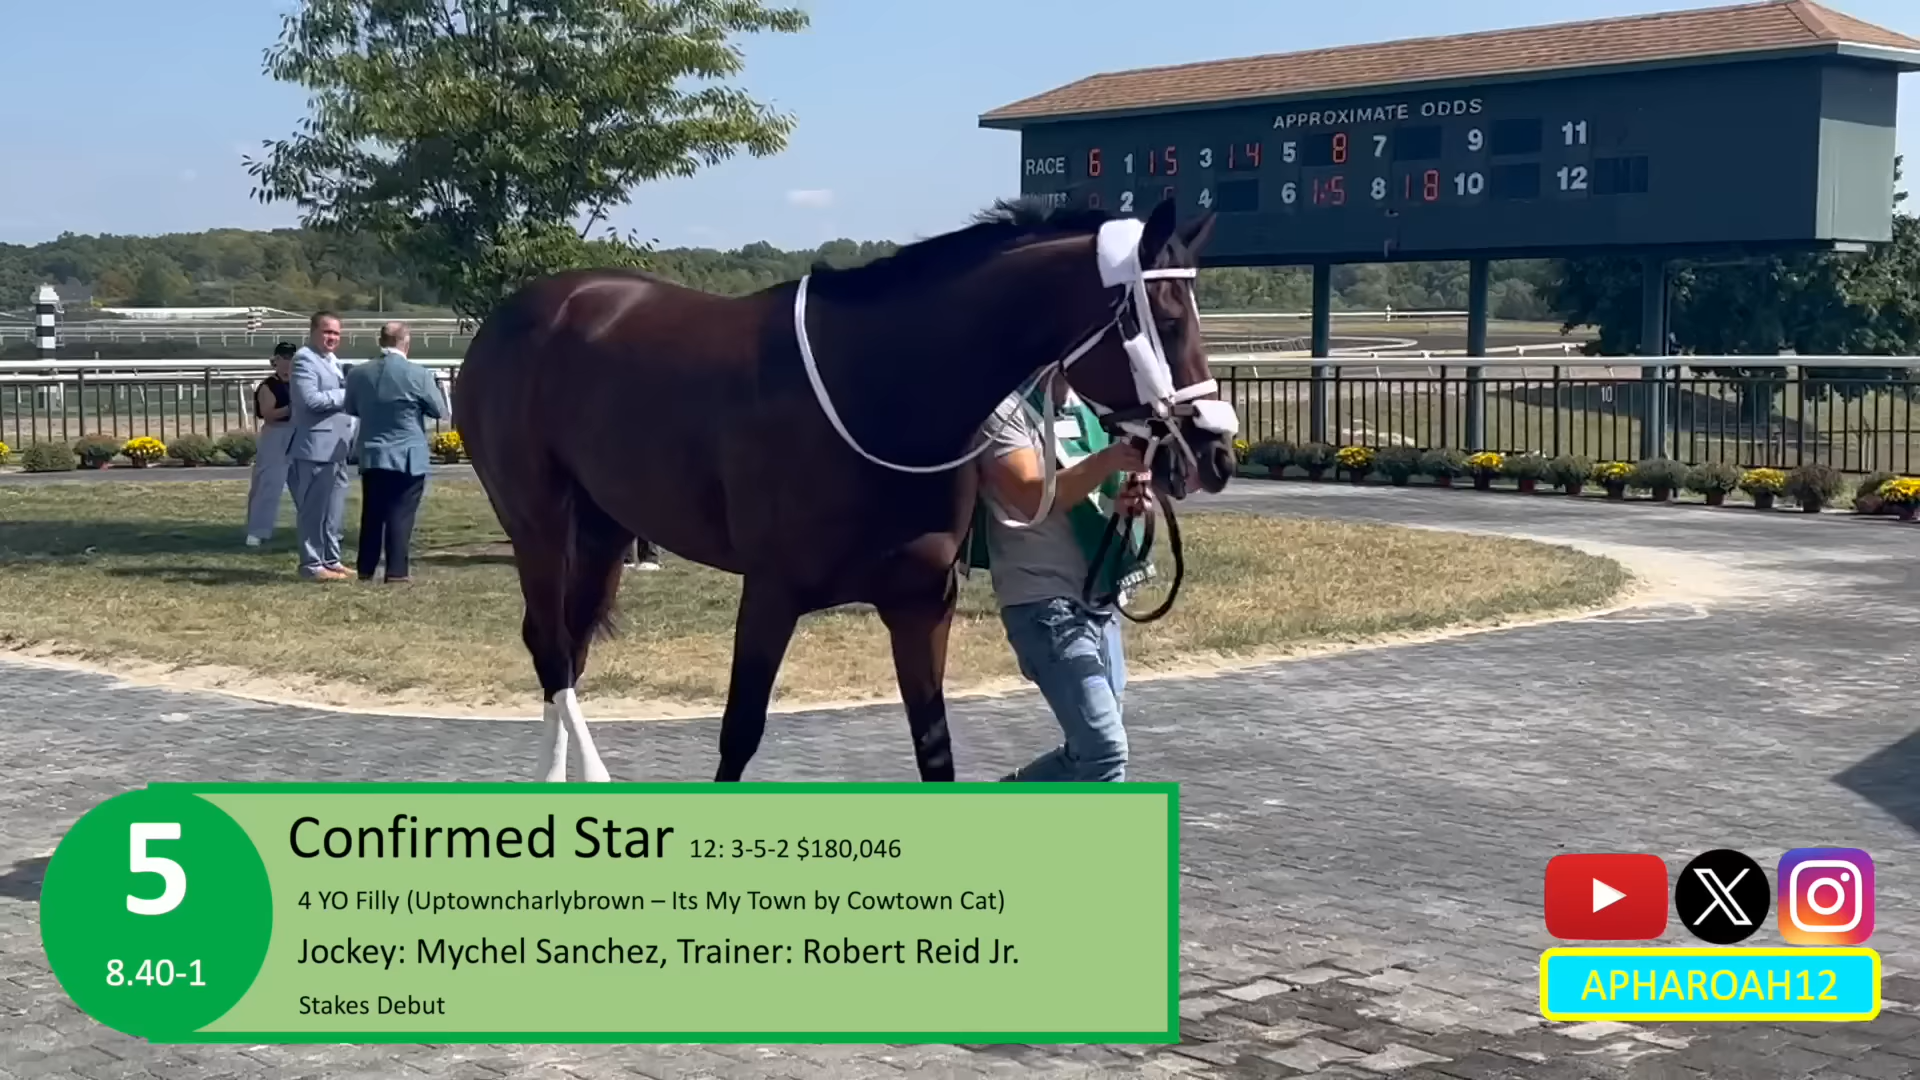 APPROXIMATE ODDS
RACE 6 1 15 3 14 5 8 7 9 11
2 4 6 1-5 8 18 10 12
10
5
8.40-1
Confirmed Star 12: 3-5-2 $180,046
4 YO Filly (Uptowncharlybrown – Its My Town by Cowtown Cat)
Jockey: Mychel Sanchez, Trainer: Robert Reid Jr.
Stakes Debut
APHAROAH12